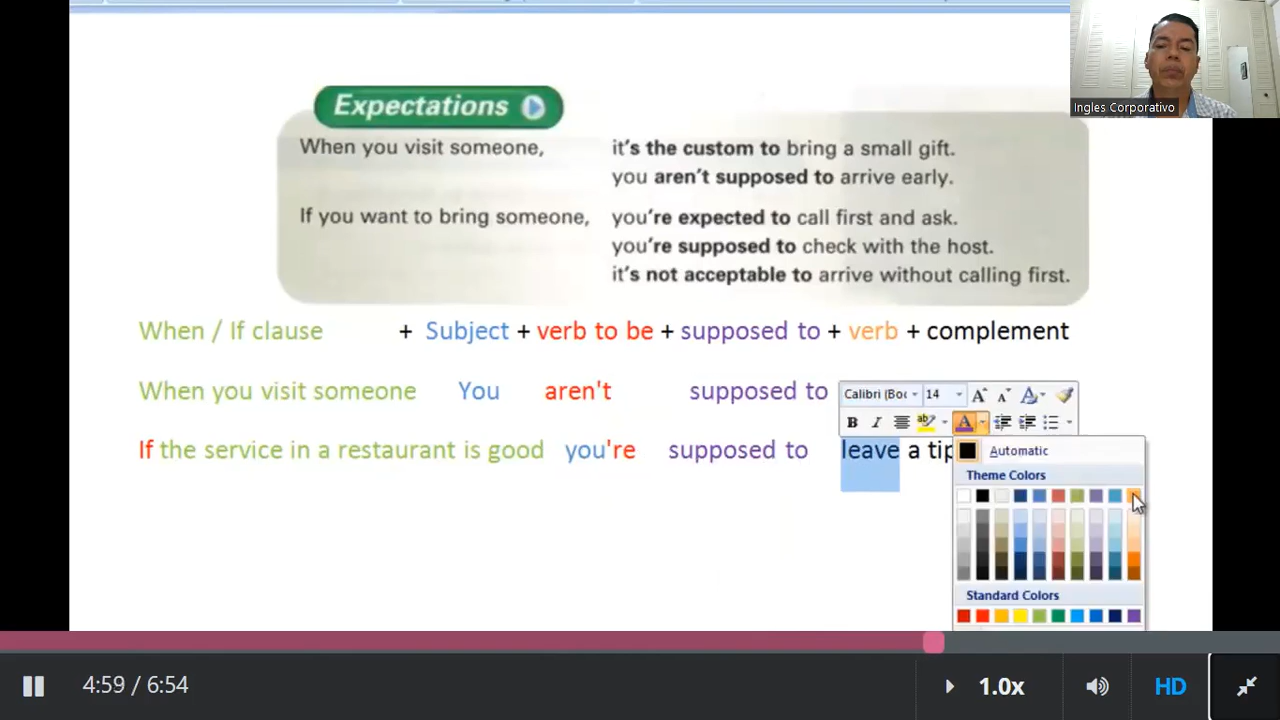 Ingles Corporativo
Expectations
When you visit someone, it's the custom to bring a small gift.
you aren't supposed to arrive early.
If you want to bring someone, you're expected to call first and ask.
you're supposed to check with the host.
it's not acceptable to arrive without calling first.
When / If clause + Subject + verb to be + supposed to + verb + complement
When you visit someone You aren't supposed to
Calibri (Boc 14 A A A
B I ab A
If the service in a restaurant is good you're supposed to leave a tip
Automatic
Theme Colors
Standard Colors
4:59 / 6:54 1.0x HD